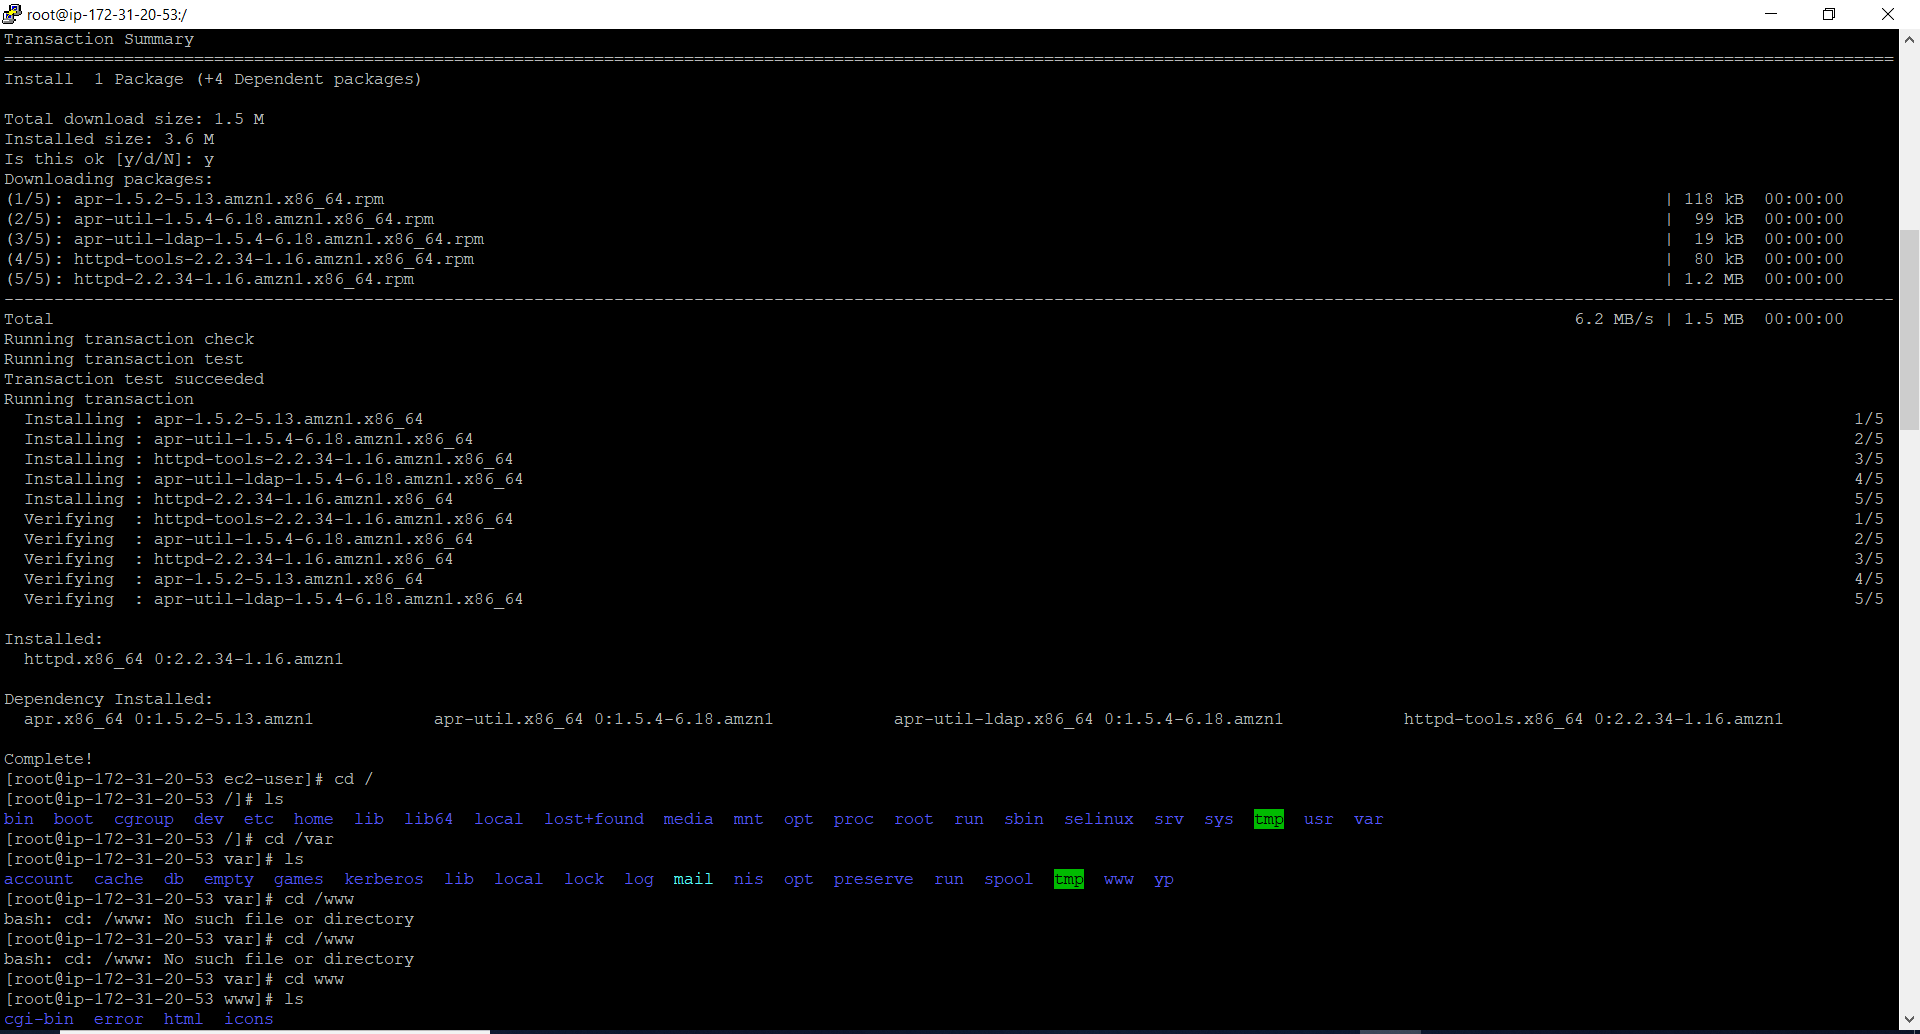 root@ip-172-31-20-53:/
Transaction Summary
================================================================================
Install  1 Package (+4 Dependent packages)
Total download size: 1.5 M
Installed size: 3.6 M
Is this ok [y/d/N]: y
Downloading packages:
(1/5): apr-1.5.2-5.13.amzn1.x86_64.rpm | 118 kB  00:00:00
(2/5): apr-util-1.5.4-6.18.amzn1.x86_64.rpm |  99 kB  00:00:00
(3/5): apr-util-ldap-1.5.4-6.18.amzn1.x86_64.rpm |  19 kB  00:00:00
(4/5): httpd-tools-2.2.34-1.16.amzn1.x86_64.rpm |  80 kB  00:00:00
(5/5): httpd-2.2.34-1.16.amzn1.x86_64.rpm | 1.2 MB  00:00:00
--------------------------------------------------------------------------------
Total 6.2 MB/s | 1.5 MB  00:00:00
Running transaction check
Running transaction test
Transaction test succeeded
Running transaction
  Installing : apr-1.5.2-5.13.amzn1.x86_64 1/5
  Installing : apr-util-1.5.4-6.18.amzn1.x86_64 2/5
  Installing : httpd-tools-2.2.34-1.16.amzn1.x86_64 3/5
  Installing : apr-util-ldap-1.5.4-6.18.amzn1.x86_64 4/5
  Installing : httpd-2.2.34-1.16.amzn1.x86_64 5/5
  Verifying  : httpd-tools-2.2.34-1.16.amzn1.x86_64 1/5
  Verifying  : apr-util-1.5.4-6.18.amzn1.x86_64 2/5
  Verifying  : httpd-2.2.34-1.16.amzn1.x86_64 3/5
  Verifying  : apr-1.5.2-5.13.amzn1.x86_64 4/5
  Verifying  : apr-util-ldap-1.5.4-6.18.amzn1.x86_64 5/5
Installed:
  httpd.x86_64 0:2.2.34-1.16.amzn1
Dependency Installed:
  apr.x86_64 0:1.5.2-5.13.amzn1 apr-util.x86_64 0:1.5.4-6.18.amzn1 apr-util-ldap.x86_64 0:1.5.4-6.18.amzn1 httpd-tools.x86_64 0:2.2.34-1.16.amzn1
Complete!
[root@ip-172-31-20-53 ec2-user]# cd /
[root@ip-172-31-20-53 /]# ls
bin  boot  cgroup  dev  etc  home  lib  lib64  local  lost+found  media  mnt  opt  proc  root  run  sbin  selinux  srv  sys  tmp  usr  var
[root@ip-172-31-20-53 /]# cd /var
[root@ip-172-31-20-53 var]# ls
account  cache  db  empty  games  kerberos  lib  local  lock  log  mail  nis  opt  preserve  run  spool  tmp  www  yp
[root@ip-172-31-20-53 var]# cd /www
bash: cd: /www: No such file or directory
[root@ip-172-31-20-53 var]# cd /www
bash: cd: /www: No such file or directory
[root@ip-172-31-20-53 var]# cd www
[root@ip-172-31-20-53 www]# ls
cgi-bin  error  html  icons